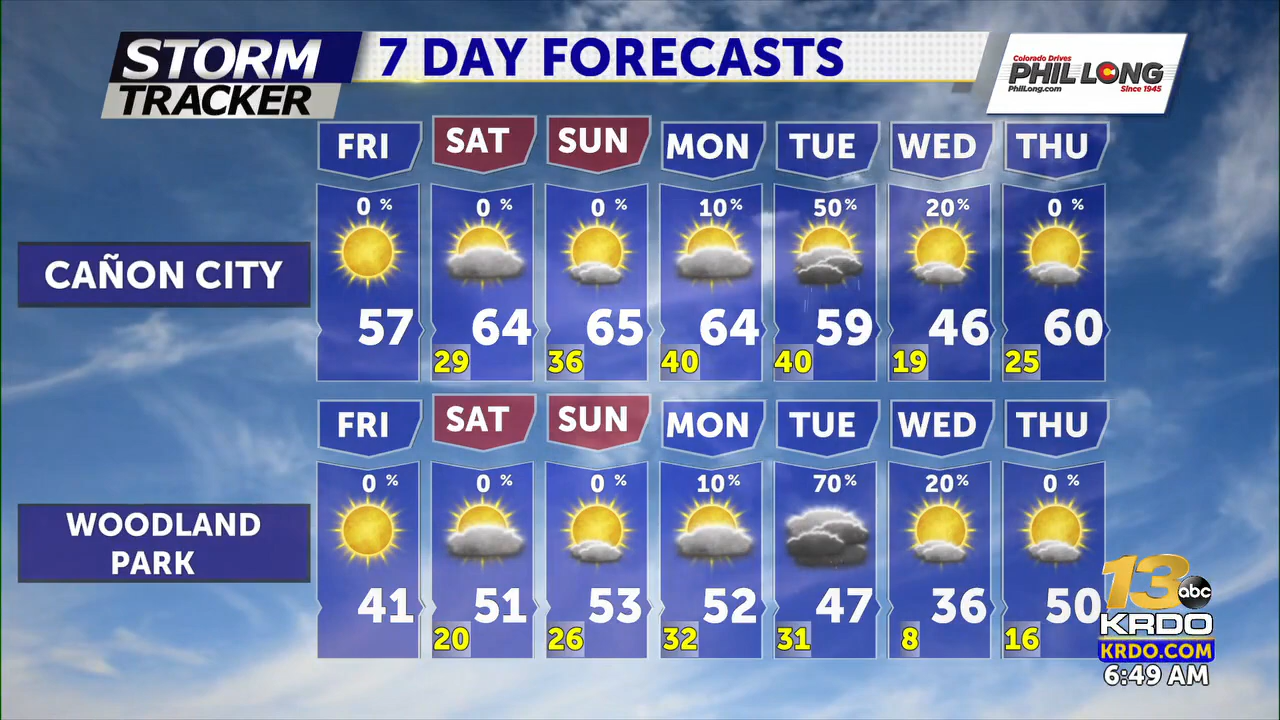 STORM TRACKER
7 DAY FORECASTS
Colorado Drives
PHIL LONG
PhilLong.com Since 1945
FRI SAT SUN MON TUE WED THU
0 % 0 % 0 % 10% 50% 20% 0 %
CAÑON CITY
57 64 65 64 59 46 60
29 36 40 40 19 25
FRI SAT SUN MON TUE WED THU
0 % 0 % 0 % 10% 70% 20% 0 %
WOODLAND
PARK
41 51 53 52 47 36 50
20 26 32 31 8 16
13 abc
KRDO
KRDO.COM
6:49 AM